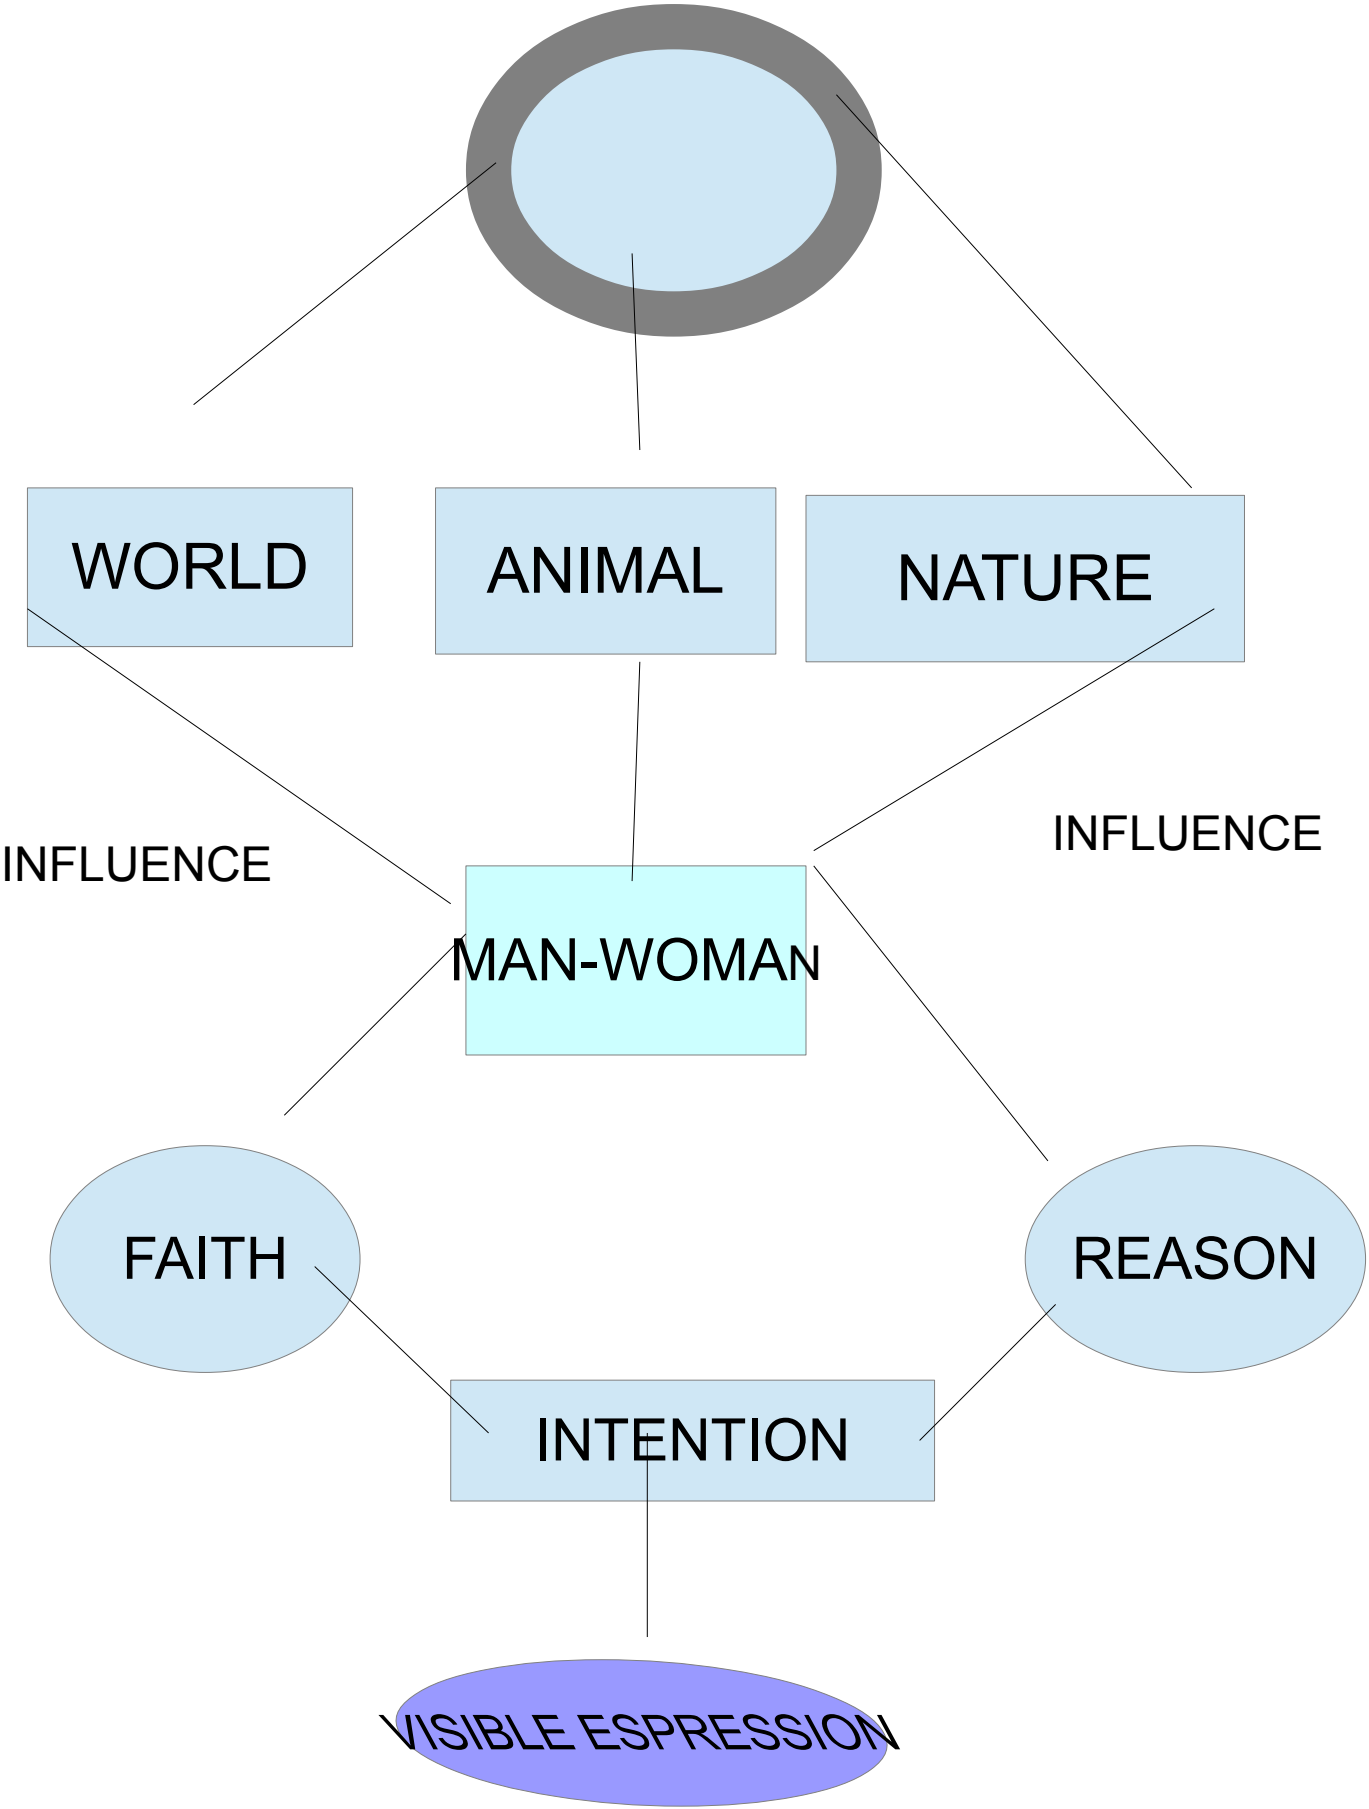 WORLD
ANIMAL
NATURE
INFLUENCE
INFLUENCE
MAN-WOMAN
FAITH
REASON
INTENTION
VISIBLE ESPRESSION